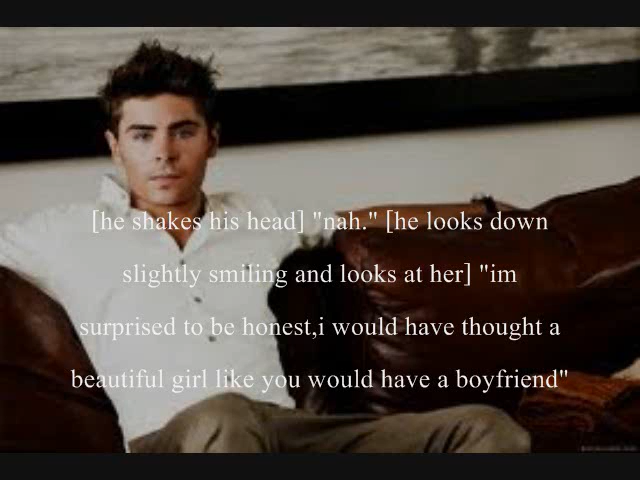 [he shakes his head] "nah." [he looks down
slightly smiling and looks at her] "im
surprised to be honest,i would have thought a
beautiful girl like you would have a boyfriend"